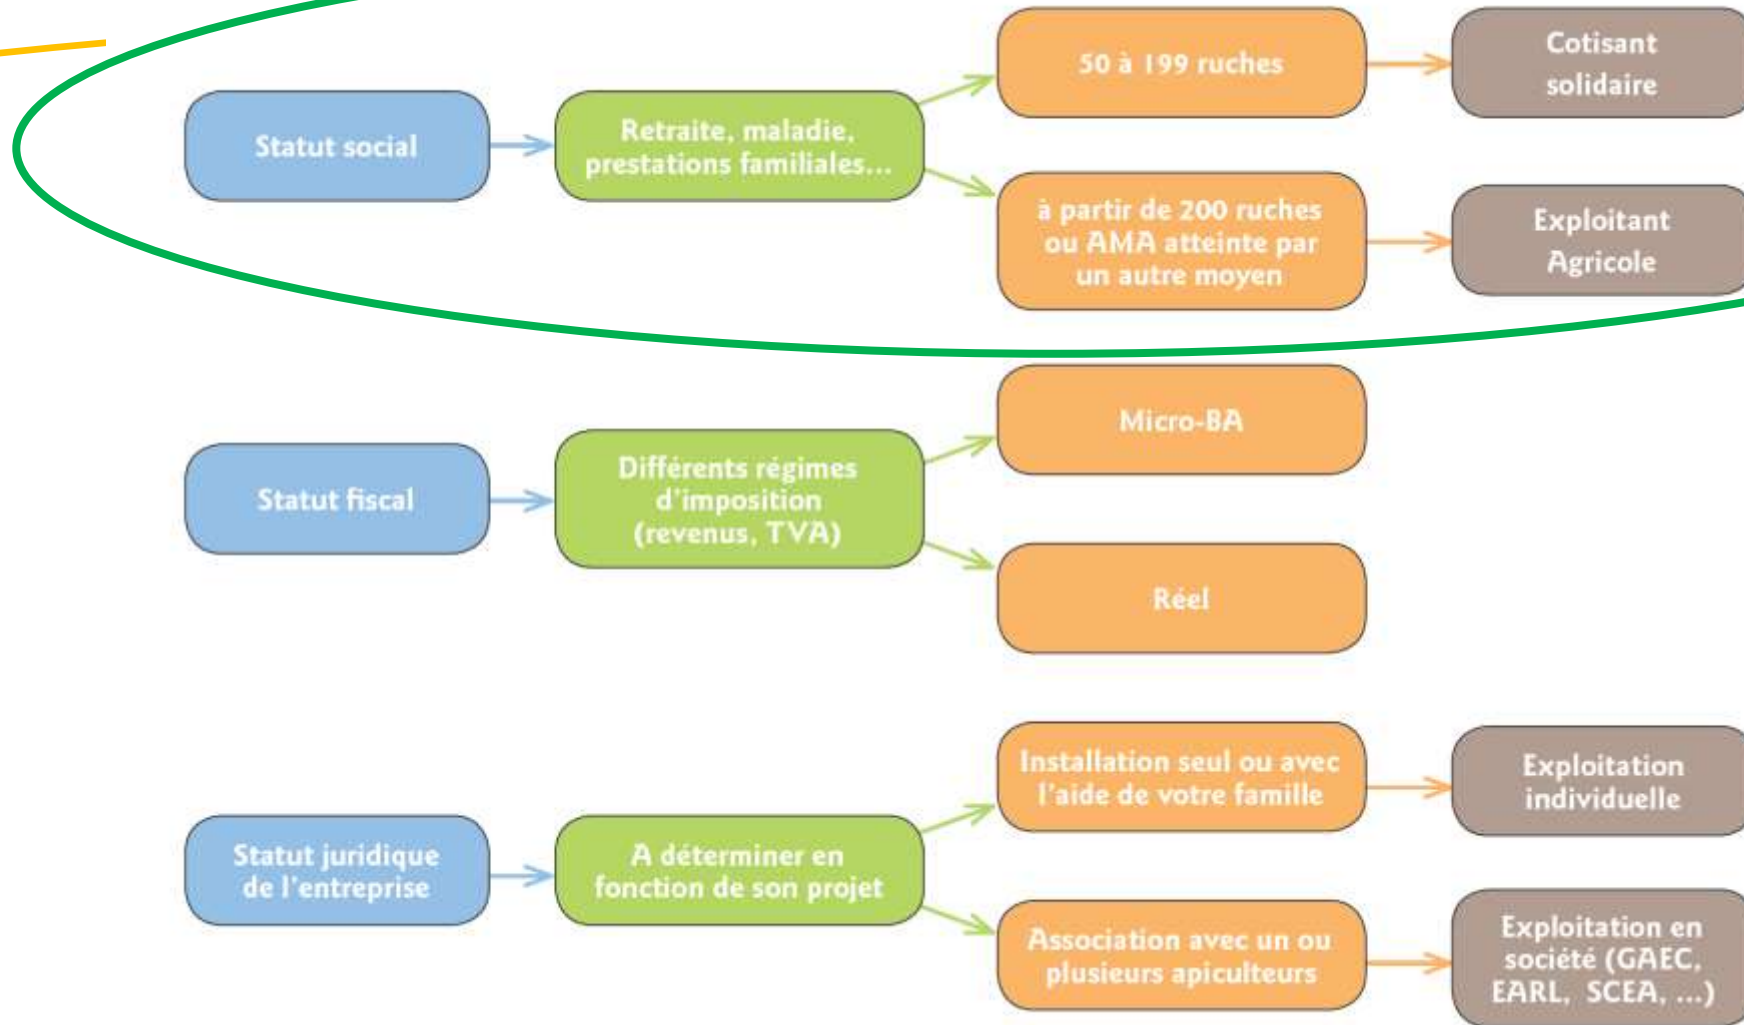 Statut social
Retraite, maladie,
prestations familiales...
50 à 199 ruches
Cotisant
solidaire
à partir de 200 ruches
ou AMA atteinte par
un autre moyen
Exploitant
Agricole
Statut fiscal
Différents régimes
d'imposition
(revenus, TVA)
Micro-BA
Réel
Statut juridique
de l'entreprise
A déterminer en
fonction de son projet
Installation seul ou avec
l'aide de votre famille
Exploitation
individuelle
Association avec un ou
plusieurs apiculteurs
Exploitation en
société (GAEC,
EARL, SCEA, ...)